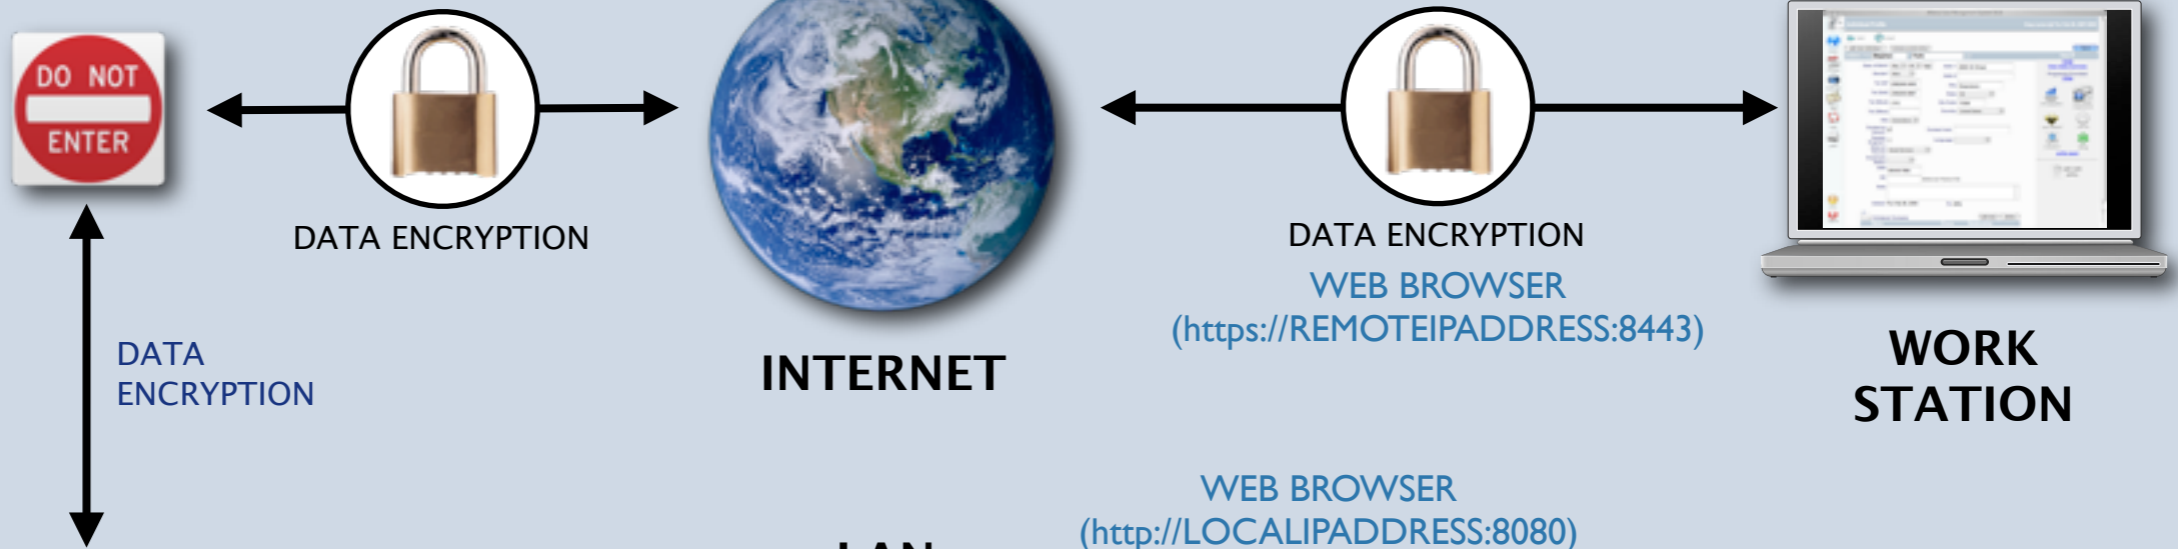 DO NOT
ENTER
DATA ENCRYPTION
DATA ENCRYPTION
WEB BROWSER
(https://REMOTEIPADDRESS:8443)
DATA
ENCRYPTION
INTERNET
WORK
STATION
WEB BROWSER
(http://LOCALIPADDRESS:8080)
LAN